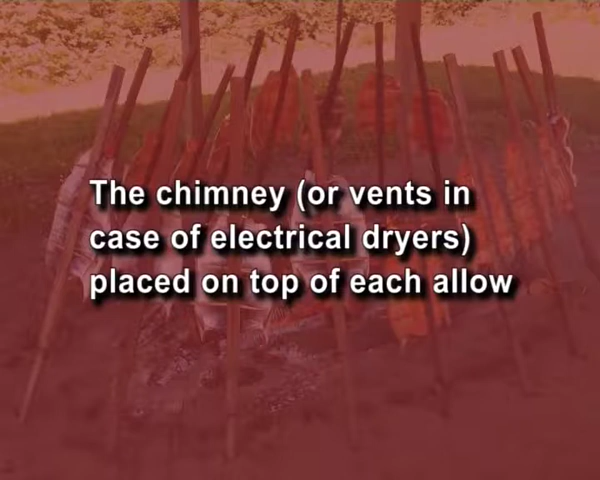 The chimney (or vents in
case of electrical dryers)
placed on top of each allow